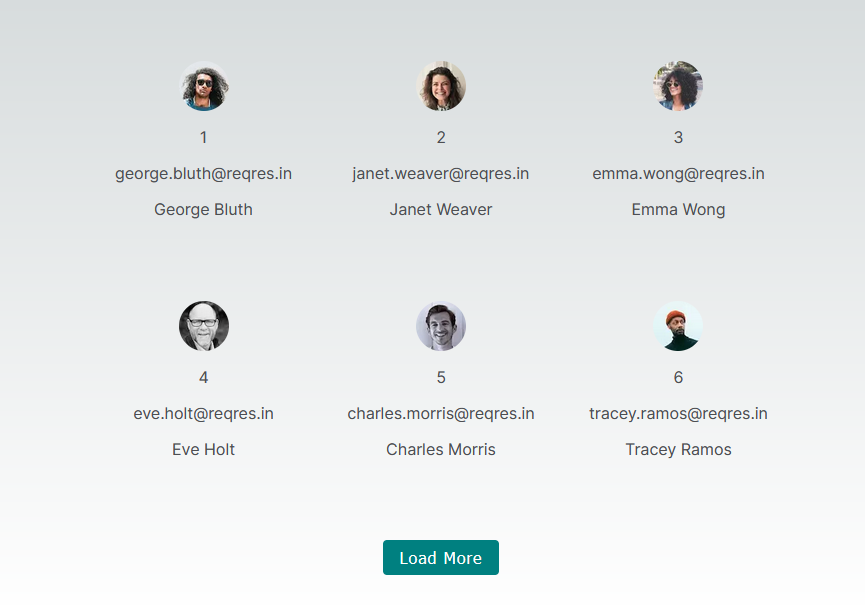 1
2
3
george.bluth@reqres.in
janet.weaver@reqres.in
emma.wong@reqres.in
George Bluth
Janet Weaver
Emma Wong
4
5
6
eve.holt@reqres.in
charles.morris@reqres.in
tracey.ramos@reqres.in
Eve Holt
Charles Morris
Tracey Ramos
Load More